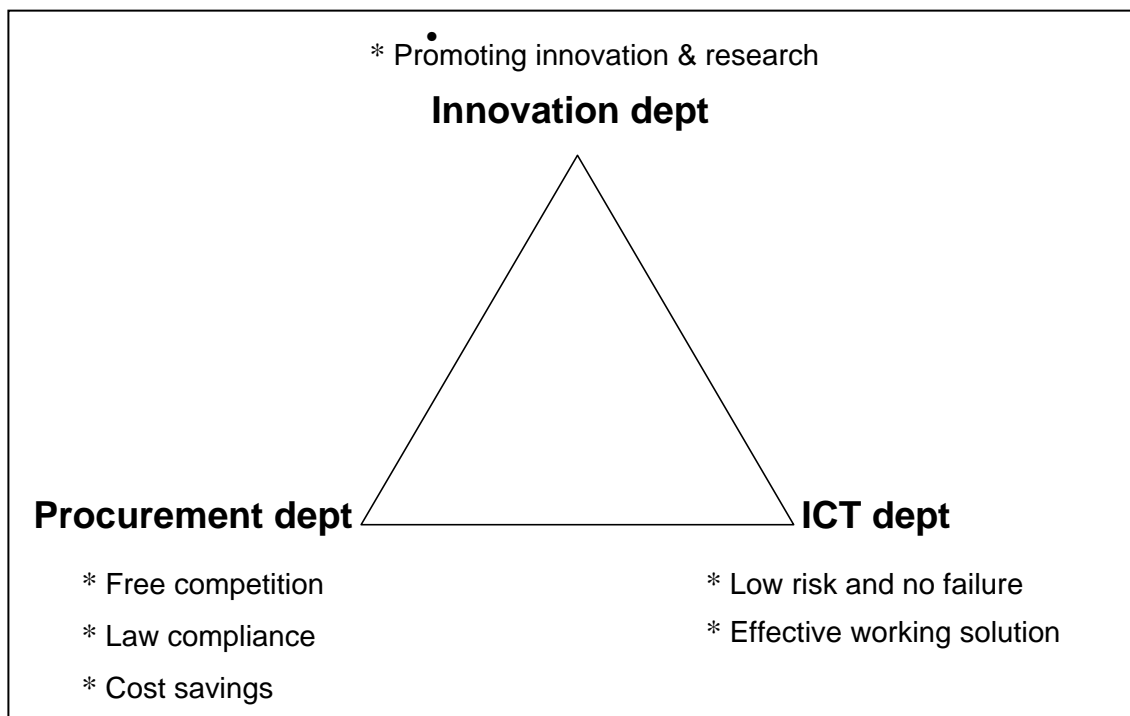 * Promoting innovation & research
Innovation dept
Procurement dept
ICT dept
* Free competition
* Law compliance
* Cost savings
* Low risk and no failure
* Effective working solution